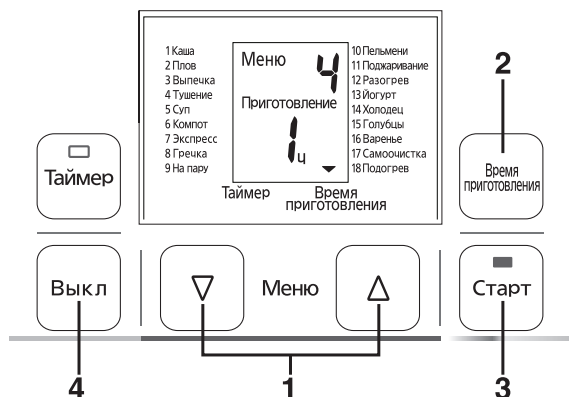 1 Каша
2 Плов
3 Выпечка
4 Тушение
5 Суп
6 Компот
7 Экспресс
8 Гречка
9 На пару
Меню 4
Приготовление
1ч
10 Пельмени
11 Поджаривание
12 Разогрев
13 Йогурт
14 Холодец
15 Голубцы
16 Варенье
17 Самоочистка
18 Подогрев
Таймер
Время
приготовления
2
Таймер
Время
приготовления
Выкл
Меню
Старт
4
1
3